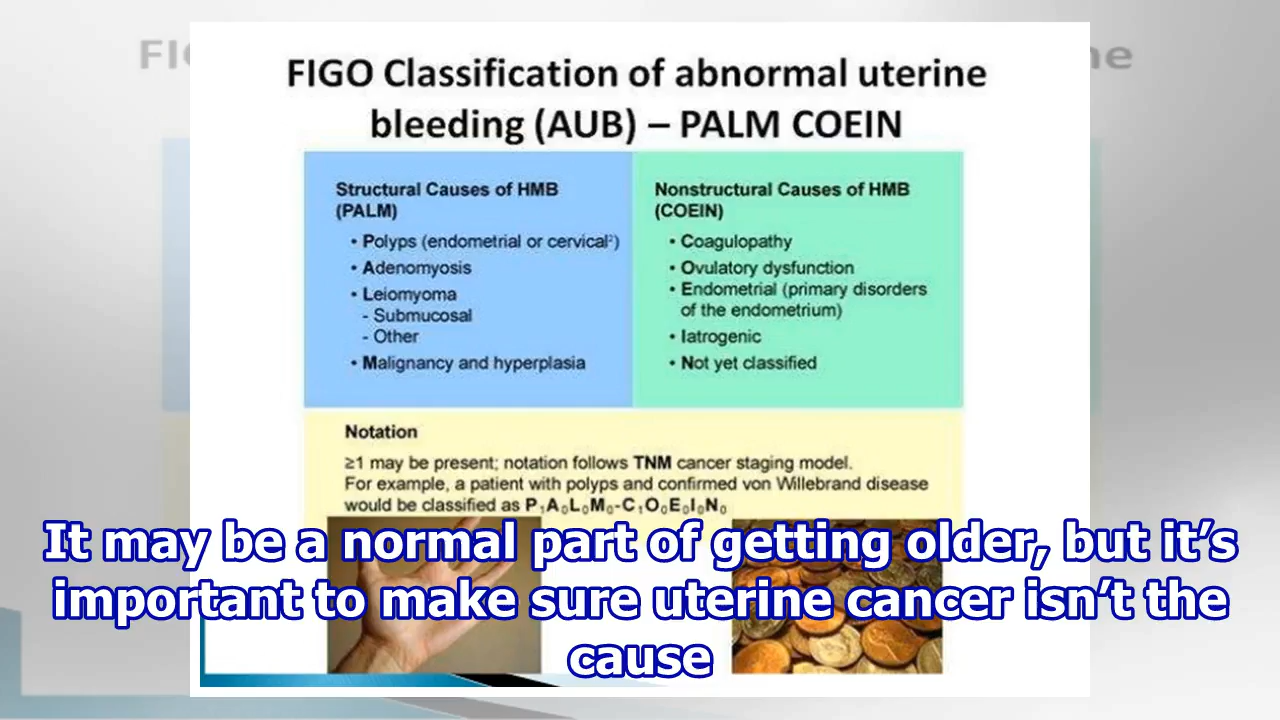 FIGO Classification of abnormal uterine
bleeding (AUB) – PALM COEIN
Structural Causes of HMB
(PALM)
• Polyps (endometrial or cervical²)
• Adenomyosis
• Leiomyoma
- Submucosal
- Other
• Malignancy and hyperplasia
Nonstructural Causes of HMB
(COEIN)
• Coagulopathy
• Ovulatory dysfunction
• Endometrial (primary disorders
of the endometrium)
• Iatrogenic
• Not yet classified
Notation
≥1 may be present; notation follows TNM cancer staging model.
For example, a patient with polyps and confirmed von Willebrand disease
would be classified as P₁A₀L₀M₀-C₁O₀E₀I₀N₀
It may be a normal part of getting older, but it’s
important to make sure uterine cancer isn’t the
cause